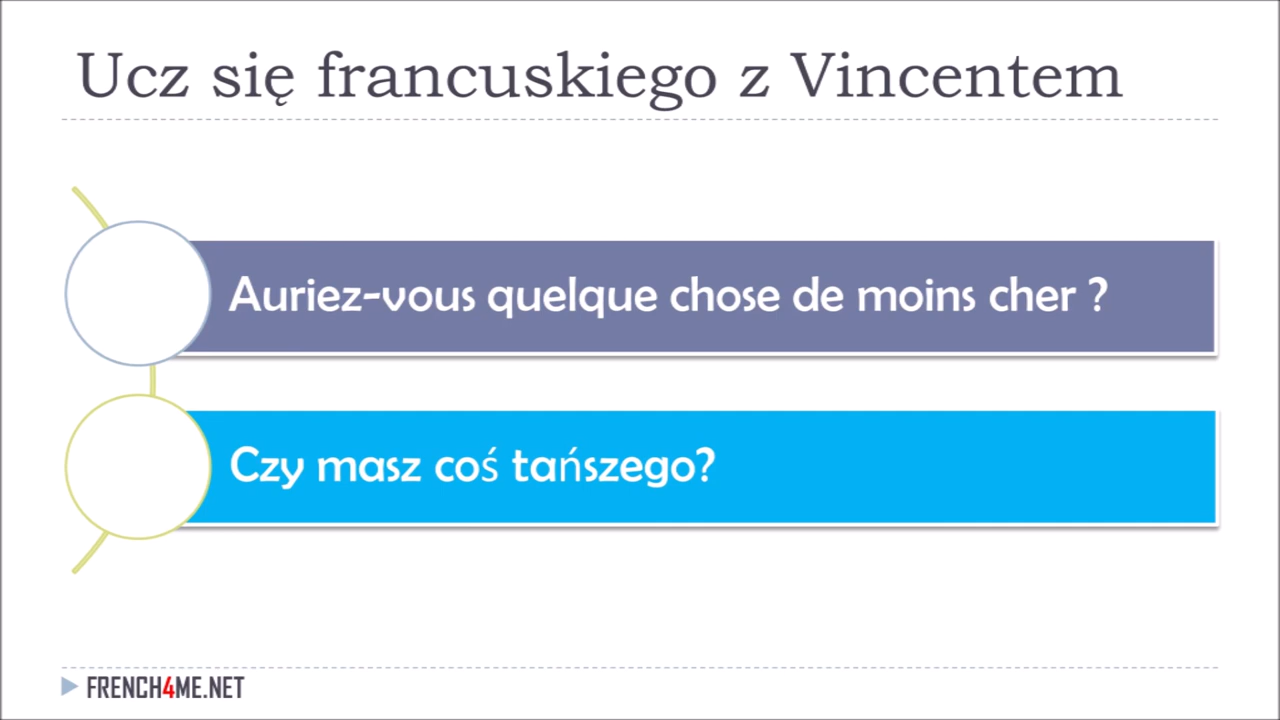 Ucz się francuskiego z Vincentem
Auriez-vous quelque chose de moins cher ?
Czy masz coś tańszego?
FRENCH4ME.NET